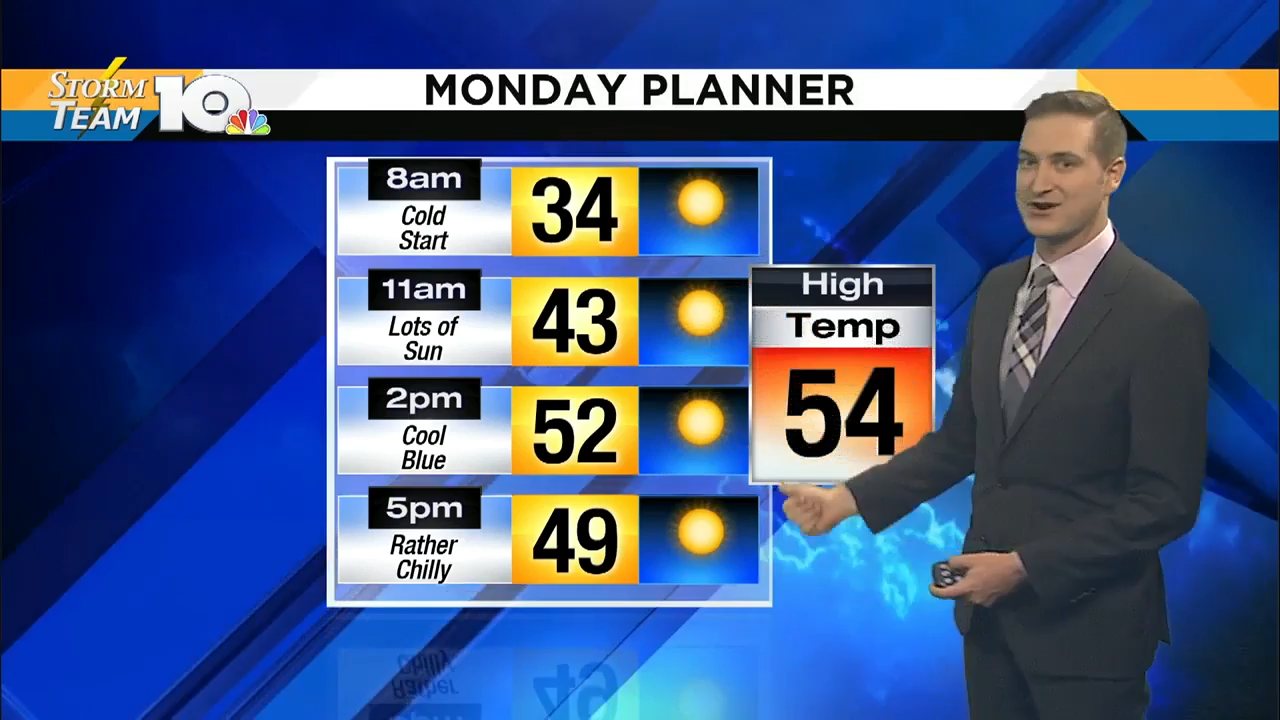 STORM
TEAM
10
MONDAY PLANNER
8am
Cold
Start
34
11am
Lots of
Sun
43
2pm
Cool
Blue
52
5pm
Rather
Chilly
49
High
Temp
54